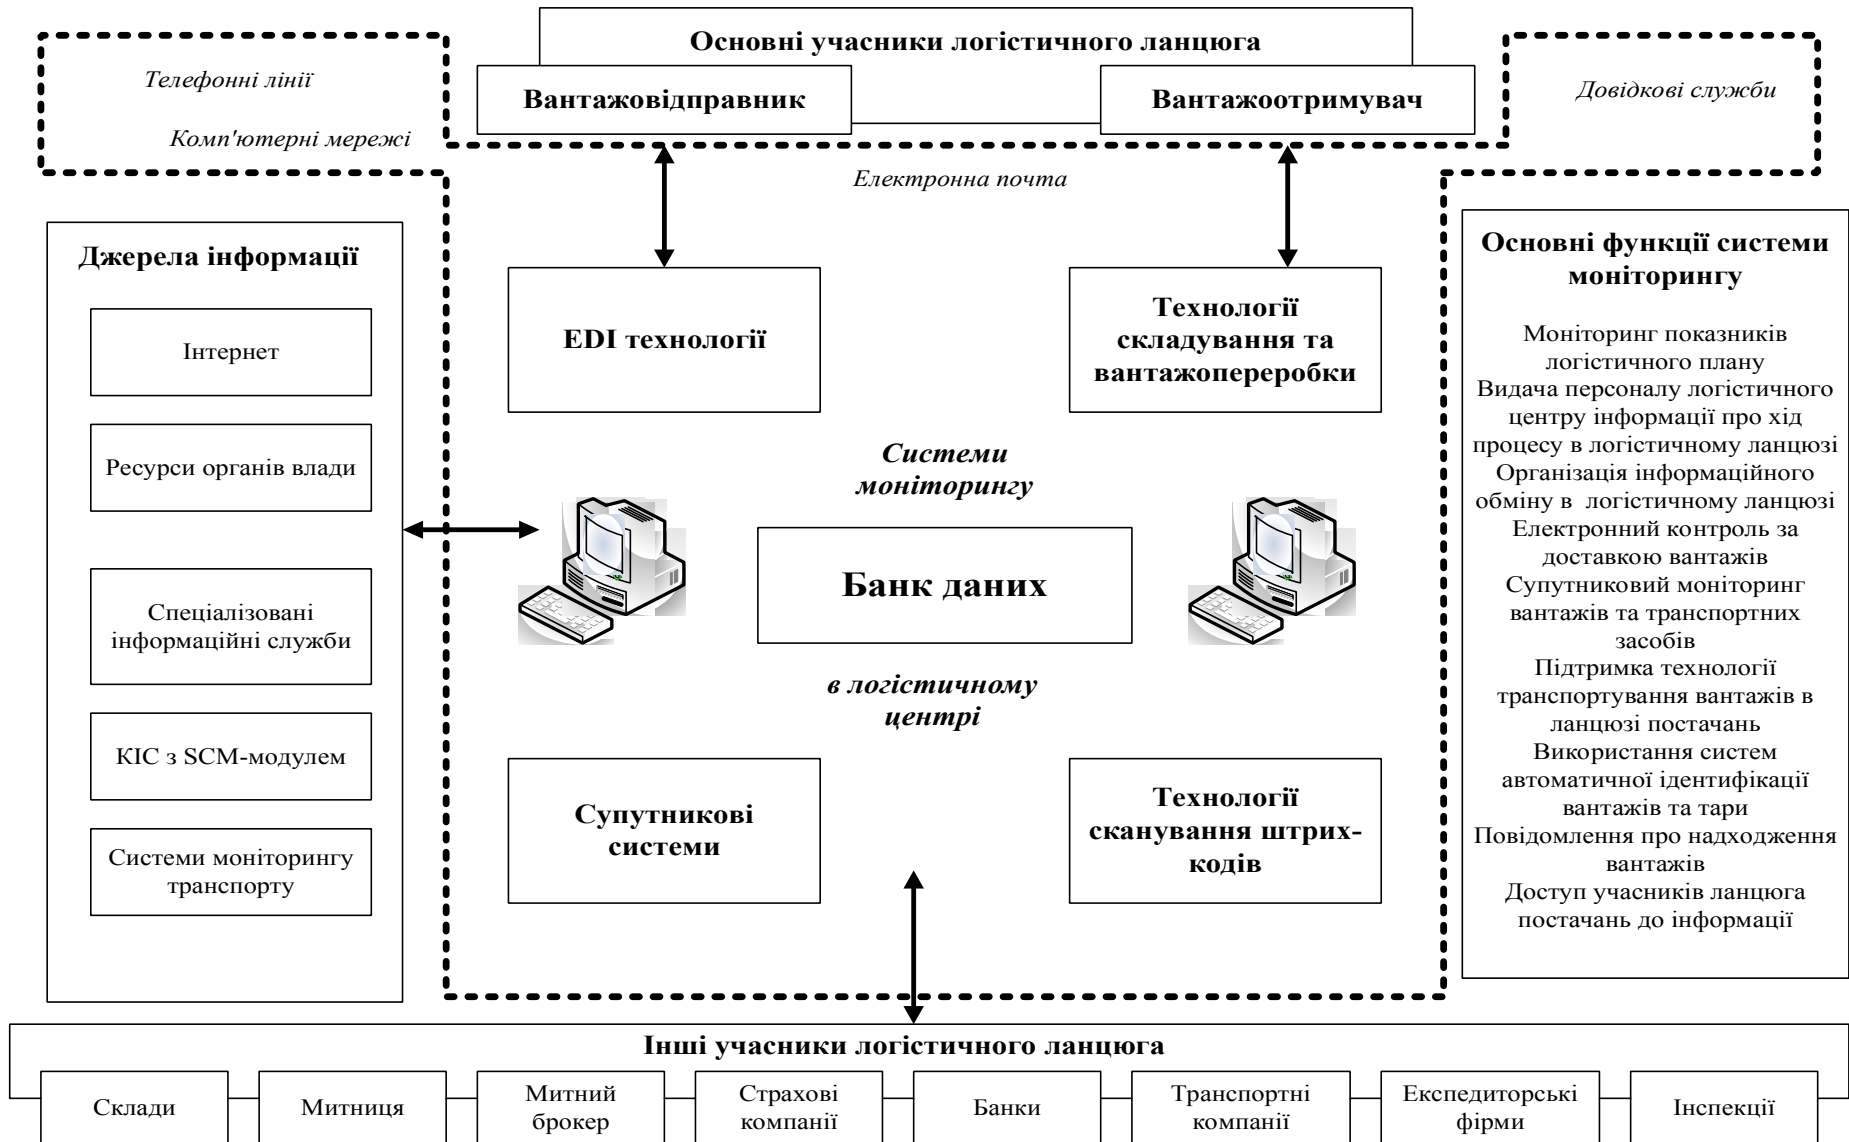 Основні учасники логістичного ланцюга
Вантажовідправник
Вантажоотримувач
Телефонні лінії
Комп'ютерні мережі
Довідкові служби
Електронна почта
Джерела інформації
Інтернет
Ресурси органів влади
Спеціалізовані
інформаційні служби
КІС з SCM-модулем
Системи моніторингу
транспорту
EDI технології
Технології
складування та
вантажопереробки
Системи
моніторингу
Банк даних
в логістичному
центрі
Супутникові
системи
Технології
сканування штрих-
кодів
Основні функції системи
моніторингу
Моніторинг показників
логістичного плану
Видача персоналу логістичного
центру інформації про хід
процесу в логістичному ланцюзі
Організація інформаційного
обміну в логістичному ланцюзі
Електронний контроль за
доставкою вантажів
Супутниковий моніторинг
вантажів та транспортних
засобів
Підтримка технології
транспортування вантажів в
ланцюзі постачань
Використання систем
автоматичної ідентифікації
вантажів та тари
Повідомлення про надходження
вантажів
Доступ учасників ланцюга
постачань до інформації
Інші учасники логістичного ланцюга
Склади
Митниця
Митний
брокер
Страхові
компанії
Банки
Транспортні
компанії
Експедиторські
фірми
Інспекції